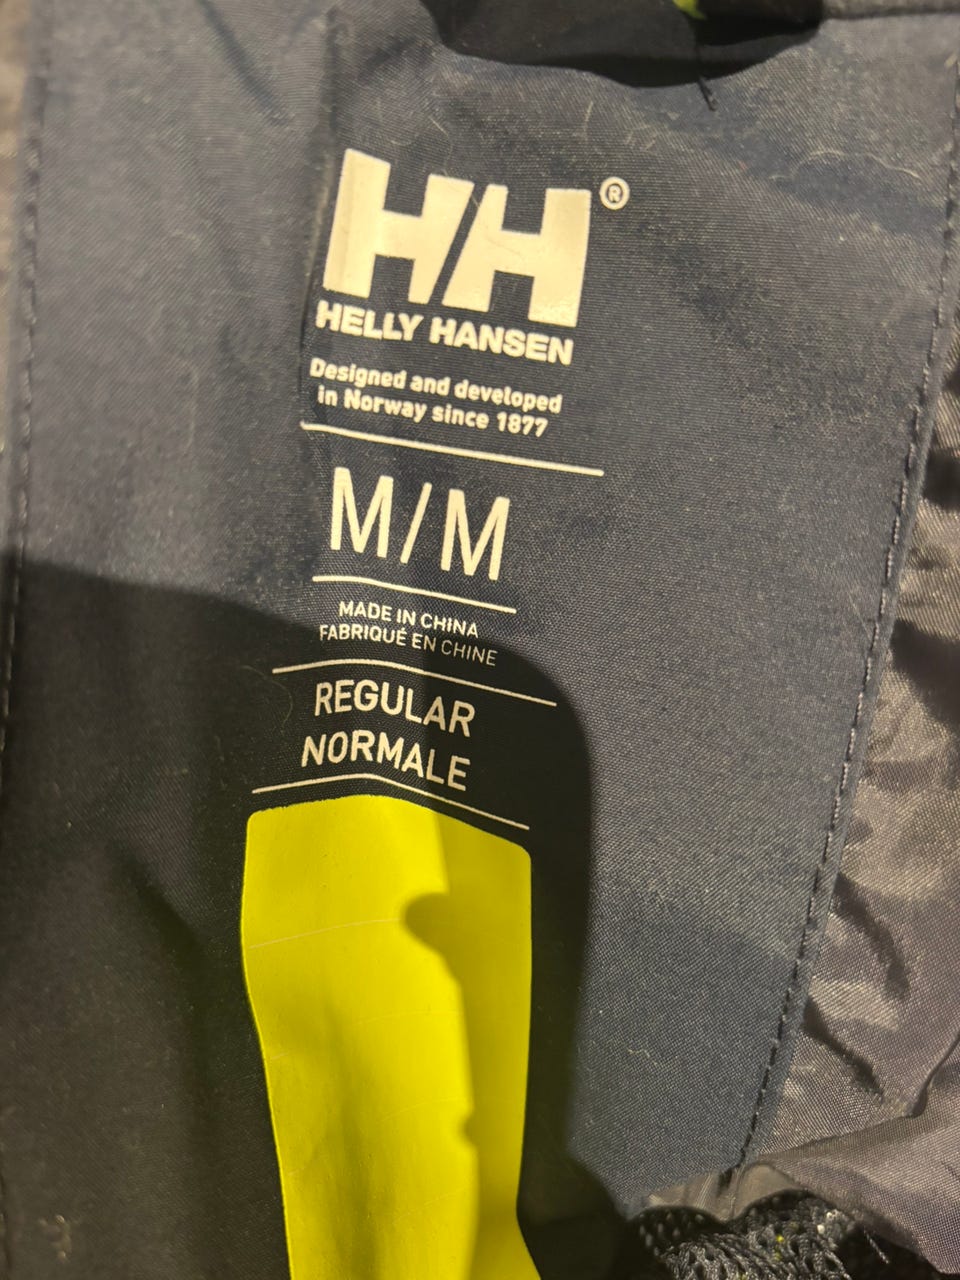 HH®
HELLY HANSEN
Designed and developed
in Norway since 1877
M/M
MADE IN CHINA
FABRIQUÉ EN CHINE
REGULAR
NORMALE